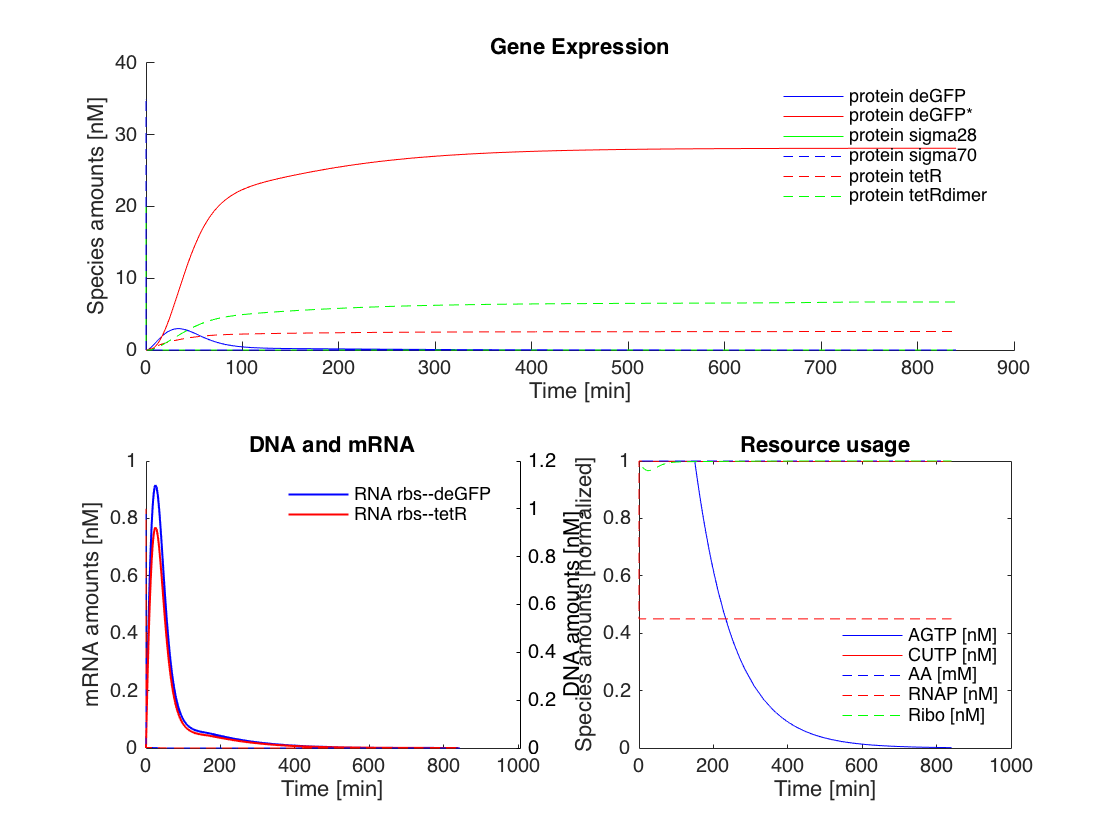 Gene Expression
Species amounts [nM]
40
30
20
10
0
0 100 200 300 400 500 600 700 800 900
Time [min]
protein deGFP
protein deGFP*
protein sigma28
protein sigma70
protein tetR
protein tetRdimer
DNA and mRNA
mRNA amounts [nM]
1
0.8
0.6
0.4
0.2
0
0 200 400 600 800 1000
Time [min]
RNA rbs--deGFP
RNA rbs--tetR
1.2
1
0.8
0.6
0.4
0.2
0
DNA amounts [nM]
Resource usage
Species amounts [normalized]
1
0.8
0.6
0.4
0.2
0
0 200 400 600 800 1000
Time [min]
AGTP [nM]
CUTP [nM]
AA [mM]
RNAP [nM]
Ribo [nM]